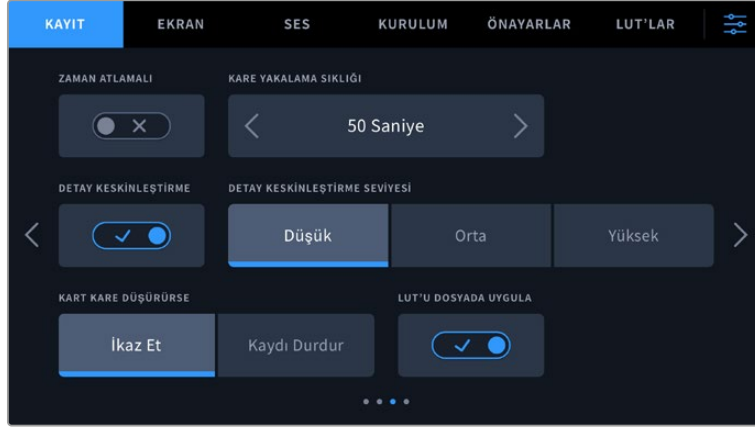 KAYIT EKRAN SES KURULUM ÖNAYARLAR LUT'LAR
ZAMAN ATLAMALI KARE YAKALAMA SIKLIĞI
50 Saniye
DETAY KESKİNLEŞTİRME DETAY KESKİNLEŞTİRME SEVİYESİ
Düşük Orta Yüksek
KART KARE DÜŞÜRÜRSE LUT'U DOSYADA UYGULA
İkaz Et Kaydı Durdur